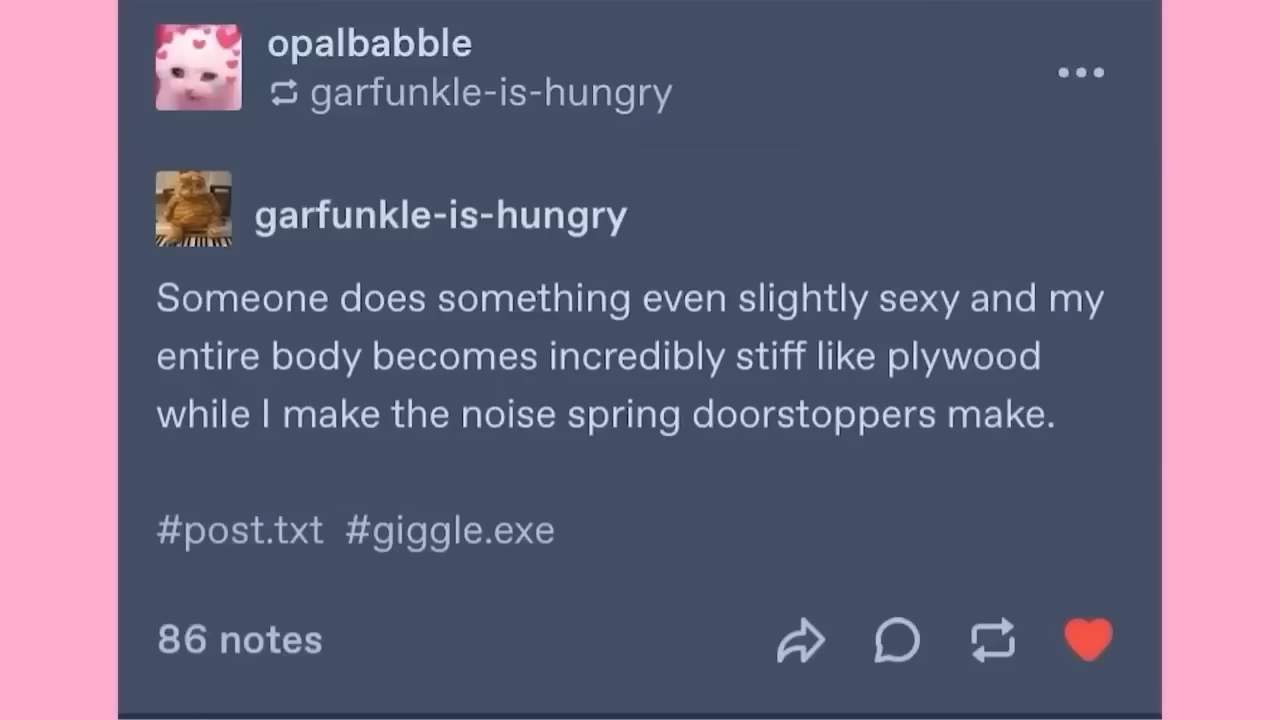 opalbabble
garfunkle-is-hungry
garfunkle-is-hungry
Someone does something even slightly sexy and my
entire body becomes incredibly stiff like plywood
while I make the noise spring doorstoppers make.
#post.txt #giggle.exe
86 notes